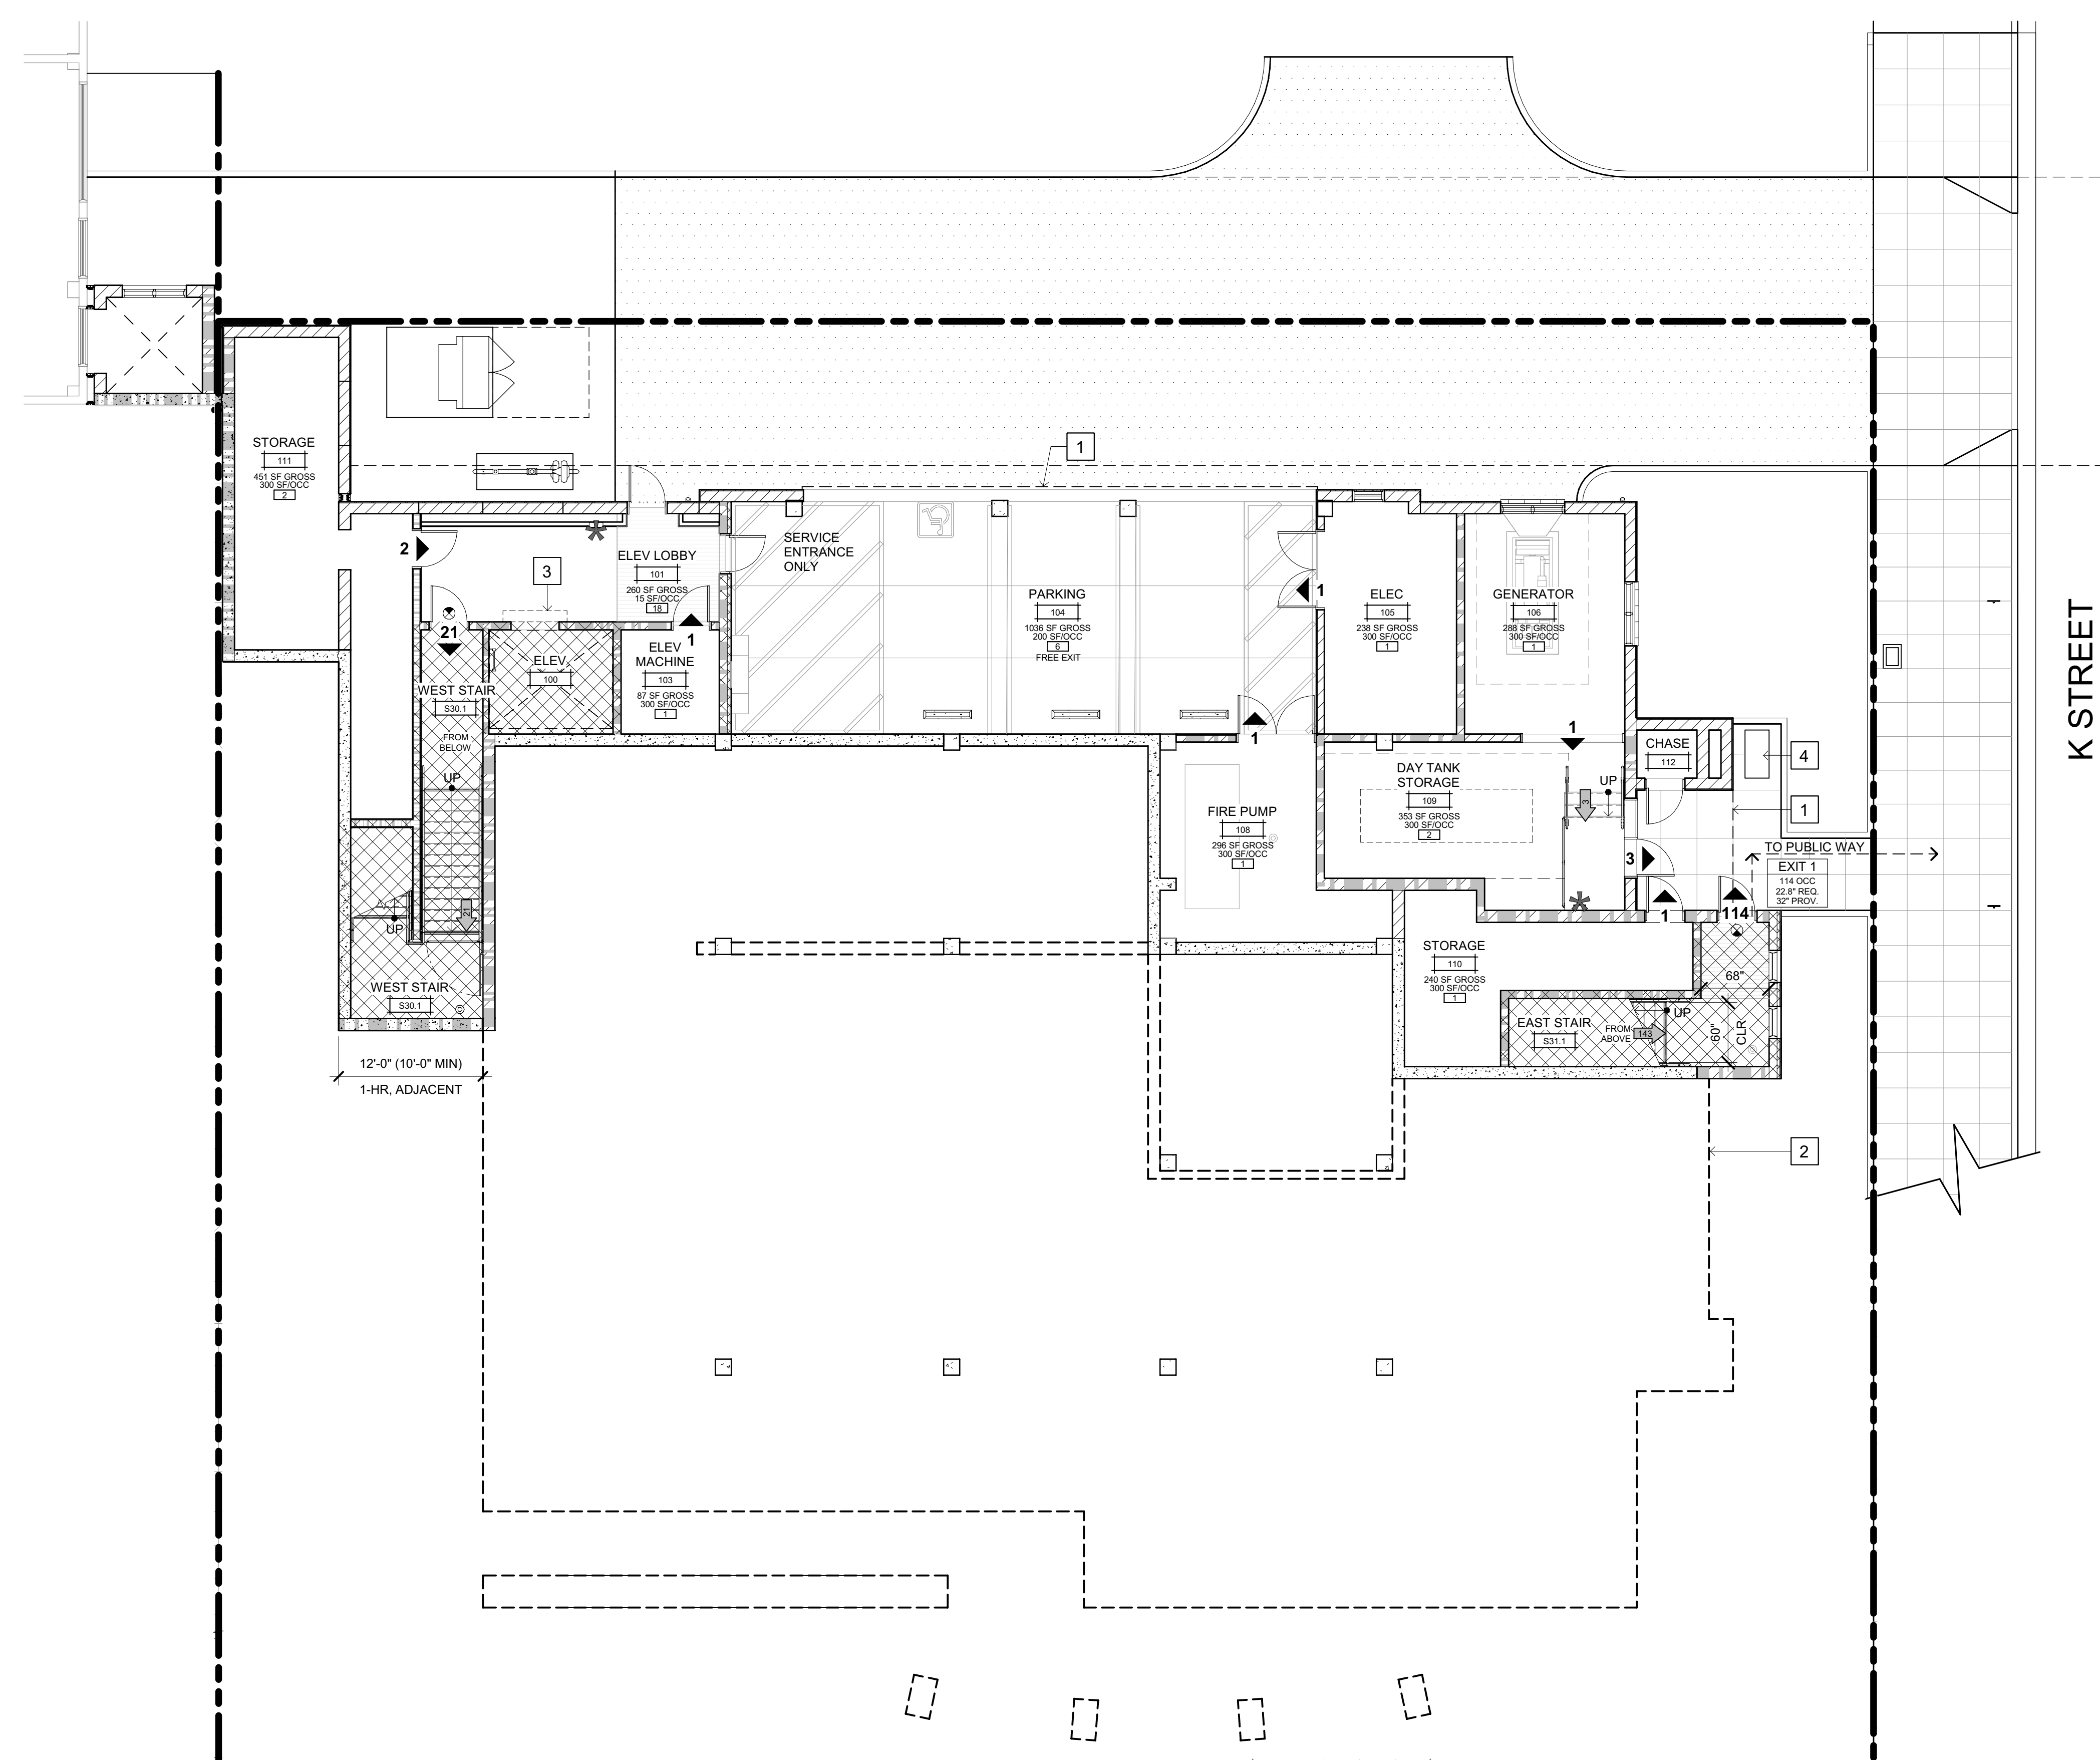 1
STORAGE
111
451 SF GROSS
300 SF/OCC
2
2
3
ELEV LOBBY
101
260 SF GROSS
15 SF/OCC
18
SERVICE
ENTRANCE
ONLY
PARKING
104
1036 SF GROSS
200 SF/OCC
6
FREE EXIT
1
ELEC
105
238 SF GROSS
300 SF/OCC
1
GENERATOR
106
288 SF GROSS
300 SF/OCC
1
K STREET
21
1
ELEV
100
ELEV
MACHINE
103
87 SF GROSS
300 SF/OCC
1
WEST STAIR
S30.1
FROM
BELOW
UP
21
UP
WEST STAIR
S30.1
12'-0" (10'-0" MIN)
1-HR, ADJACENT
1
FIRE PUMP
108
296 SF GROSS
300 SF/OCC
1
1
DAY TANK
STORAGE
109
353 SF GROSS
300 SF/OCC
2
UP
3
CHASE
112
4
1
3
TO PUBLIC WAY
EXIT 1
114 OCC
22.8" REQ.
32" PROV.
1
114
STORAGE
110
240 SF GROSS
300 SF/OCC
1
68"
EAST STAIR
S31.1
FROM
ABOVE
143
UP
60"
CLR
2